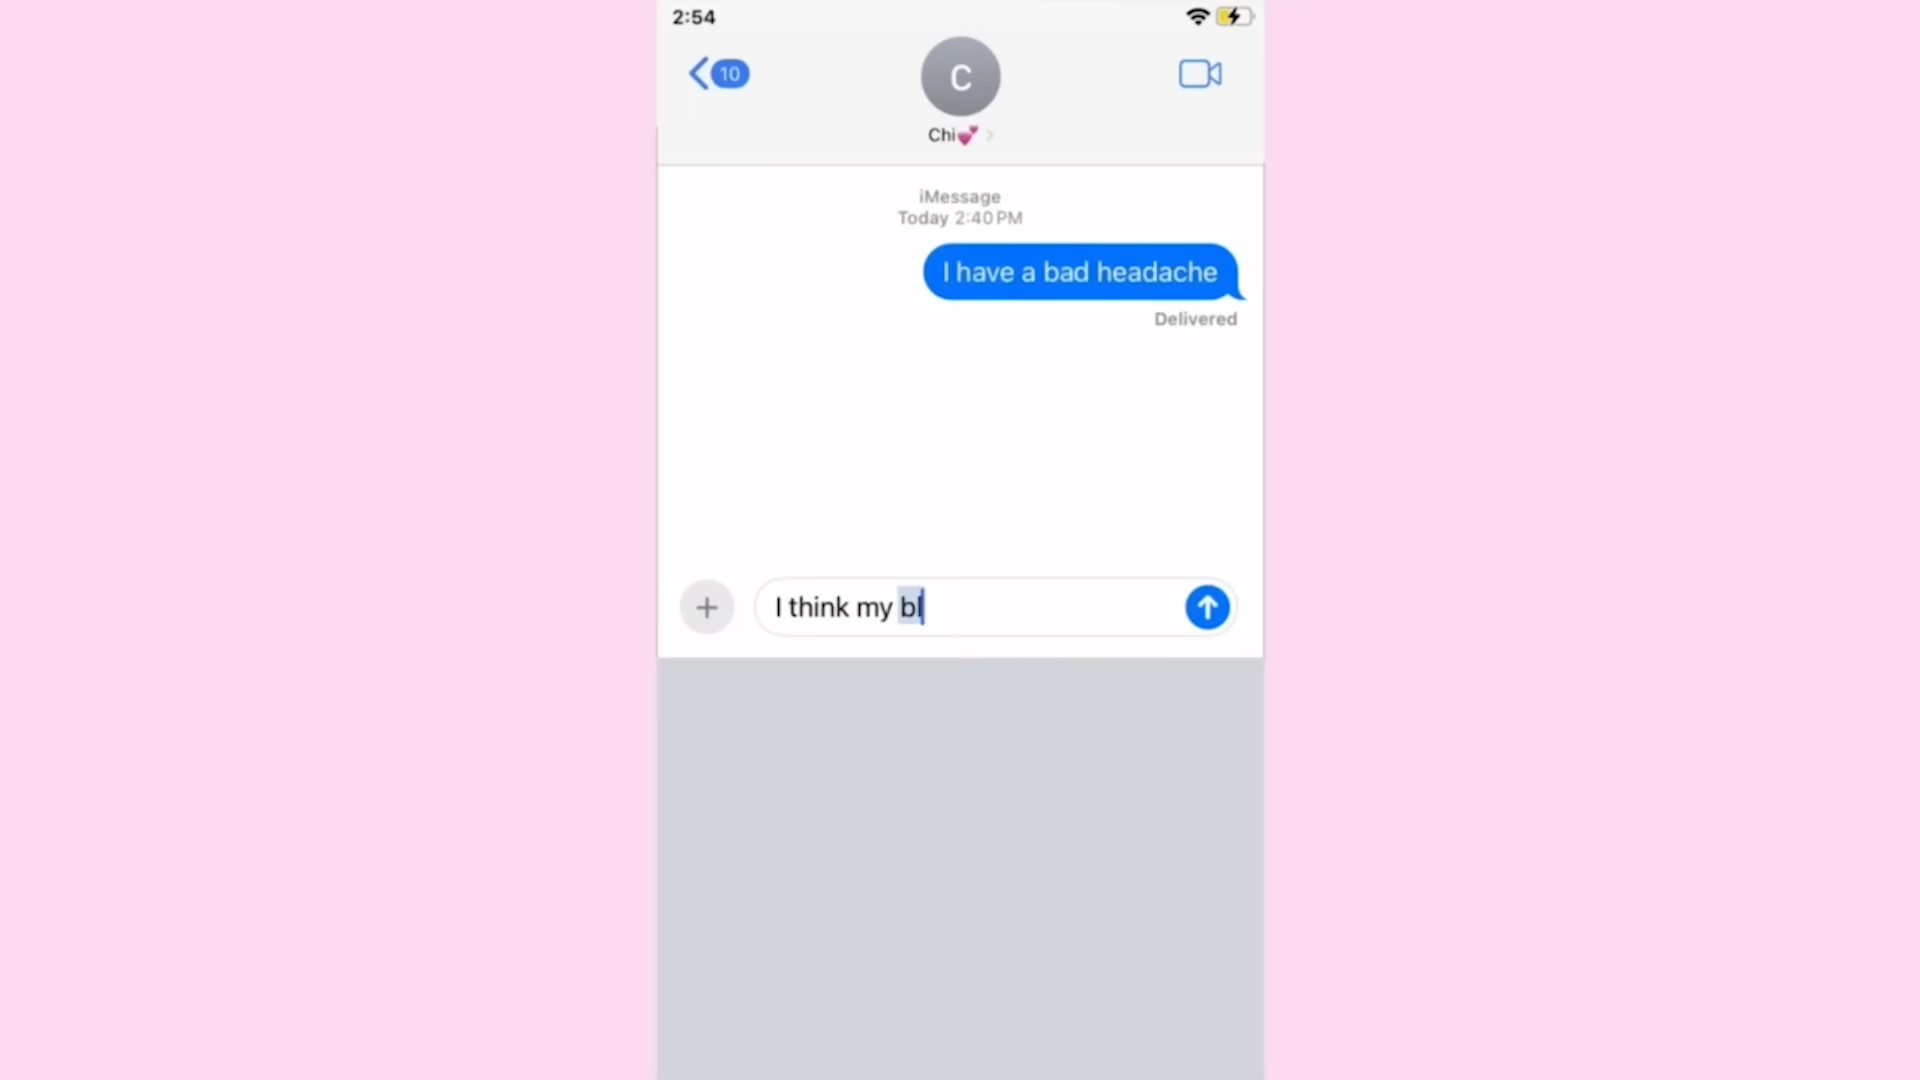 2:54
10
C
Chi💕
iMessage
Today 2:40 PM
I have a bad headache
Delivered
I think my bl